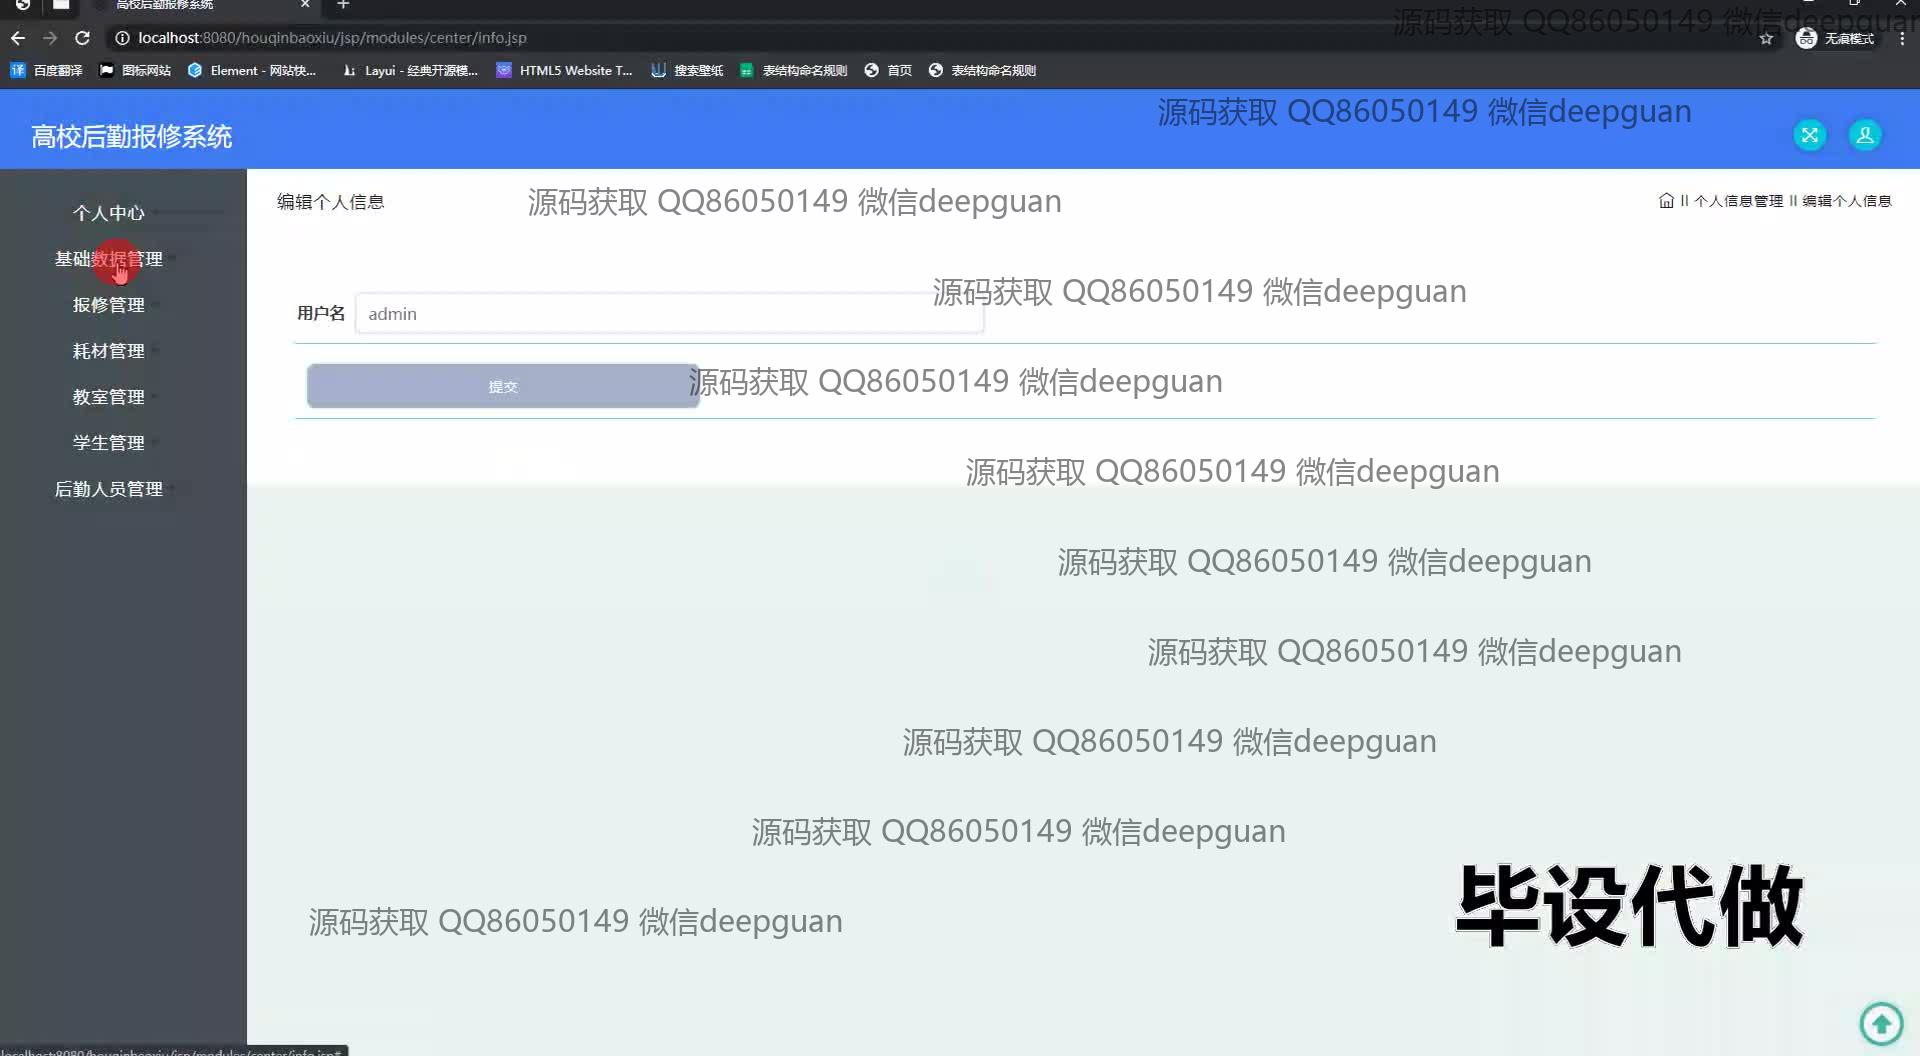 高校后勤报修系统
localhost:8080/houqinbaoxiu/jsp/modules/center/info.jsp
无痕模式
源码获取 QQ86050149 微信deepguan
百度翻译
图标网站
Element - 网站快...
Layui - 经典开源模...
HTML5 Website T...
搜索壁纸
表结构命名规则
首页
表结构命名规则
源码获取 QQ86050149 微信deepguan
高校后勤报修系统
个人中心
基础数据管理
报修管理
耗材管理
教室管理
学生管理
后勤人员管理
编辑个人信息
源码获取 QQ86050149 微信deepguan
\\ 个人信息管理 \\ 编辑个人信息
源码获取 QQ86050149 微信deepguan
用户名
admin
提交
源码获取 QQ86050149 微信deepguan
源码获取 QQ86050149 微信deepguan
源码获取 QQ86050149 微信deepguan
源码获取 QQ86050149 微信deepguan
源码获取 QQ86050149 微信deepguan
源码获取 QQ86050149 微信deepguan
源码获取 QQ86050149 微信deepguan
毕设代做
localhost:8080/houqinbaoxiu/jsp/modules/center/info.jsp#